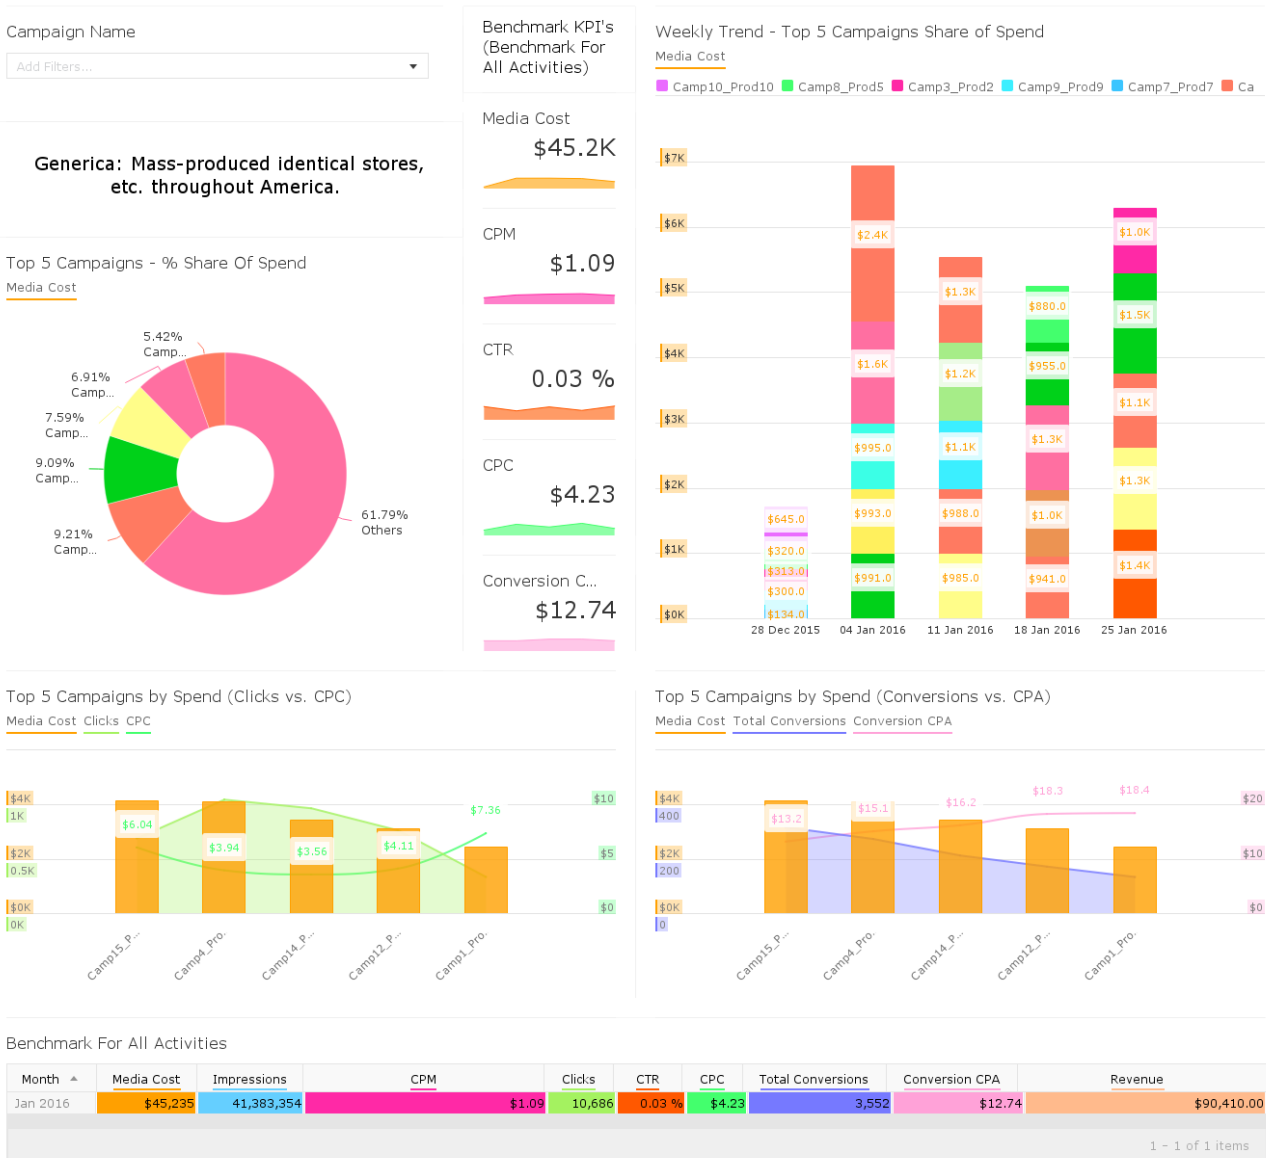 Campaign Name
Add Filters...
Generica: Mass-produced identical stores,
etc. throughout America.
Top 5 Campaigns - % Share Of Spend
Media Cost
5.42%
Camp...
6.91%
Camp...
7.59%
Camp...
9.09%
Camp...
9.21%
Camp...
61.79%
Others
Benchmark KPI's
(Benchmark For
All Activities)
Media Cost
$45.2K
CPM
$1.09
CTR
0.03 %
CPC
$4.23
Conversion C...
$12.74
Weekly Trend - Top 5 Campaigns Share of Spend
Media Cost
Camp10_Prod10 Camp8_Prod5 Camp3_Prod2 Camp9_Prod9 Camp7_Prod7 Ca
$7K
$6K
$5K
$4K
$3K
$2K
$1K
$0K
$645.0
$320.0
$313.0
$300.0
$134.0
$2.4K
$1.6K
$995.0
$993.0
$991.0
$1.3K
$1.2K
$1.1K
$988.0
$985.0
$880.0
$955.0
$1.3K
$1.0K
$941.0
$1.0K
$1.5K
$1.1K
$1.3K
$1.4K
28 Dec 2015 04 Jan 2016 11 Jan 2016 18 Jan 2016 25 Jan 2016
Top 5 Campaigns by Spend (Clicks vs. CPC)
Media Cost Clicks CPC
$4K
1K
$2K
0.5K
$0K
0K
$6.04
$3.94
$3.56
$4.11
$7.36
$10
$5
$0
Camp15_P...
Camp4_Pro.
Camp14_P...
Camp12_P...
Camp1_Pro.
Top 5 Campaigns by Spend (Conversions vs. CPA)
Media Cost Total Conversions Conversion CPA
$4K
400
$2K
200
$0K
0
$13.2
$15.1
$16.2
$18.3
$18.4
$20
$10
$0
Camp15_P...
Camp4_Pro.
Camp14_P...
Camp12_P...
Camp1_Pro.
Benchmark For All Activities
Month Media Cost Impressions CPM Clicks CTR CPC Total Conversions Conversion CPA Revenue
Jan 2016 $45,235 41,383,354 $1.09 10,686 0.03 % $4.23 3,552 $12.74 $90,410.00
1 - 1 of 1 items